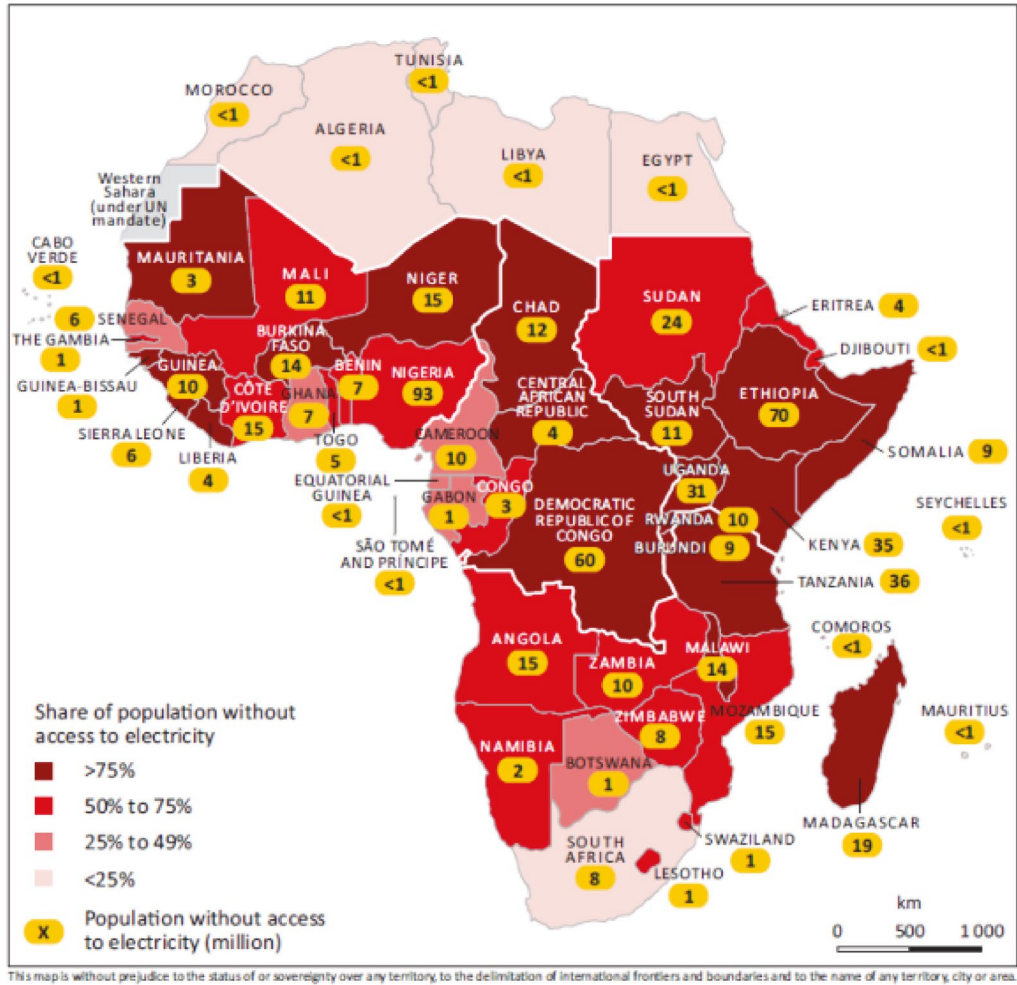 TUNISIA
<1
MOROCCO
<1
ALGERIA
<1
LIBYA
<1
EGYPT
<1
Western
Sahara
(under UN
mandate)
CABO
VERDE
<1
MAURITANIA
3
MALI
11
NIGER
15
CHAD
12
SUDAN
24
ERITREA 4
DJIBOUTI <1
6 SENEGAL
THE GAMBIA
1
GUINEA-BISSAU
1
GUINEA
10
SIERRA LEONE
6
LIBERIA
4
BURKINA
FASO
14
CÔTE
D'IVOIRE
15
GHANA
7
TOGO
5
BENIN
7
NIGERIA
93
CENTRAL
AFRICAN
REPUBLIC
4
SOUTH
SUDAN
11
ETHIOPIA
70
SOMALIA 9
CAMEROON
10
EQUATORIAL
GUINEA
<1
SÃO TOMÉ
AND PRÍNCIPE
<1
GABON
1
CONGO
3
DEMOCRATIC
REPUBLIC OF
CONGO
60
UGANDA
31
RWANDA 10
BURUNDI 9
KENYA 35
TANZANIA 36
SEYCHELLES
<1
COMOROS
<1
ANGOLA
15
ZAMBIA
10
MALAWI
14
MOZAMBIQUE
15
ZIMBABWE
8
MAURITIUS
<1
NAMIBIA
2
BOTSWANA
1
MADAGASCAR
19
SOUTH
AFRICA
8
SWAZILAND
1
LESOTHO
1
Share of population without
access to electricity
>75%
50% to 75%
25% to 49%
<25%
X Population without access
to electricity (million)
km
0 500 1 000
This map is without prejudice to the status of or sovereignty over any territory, to the delimitation of international frontiers and boundaries and to the name of any territory, city or area.